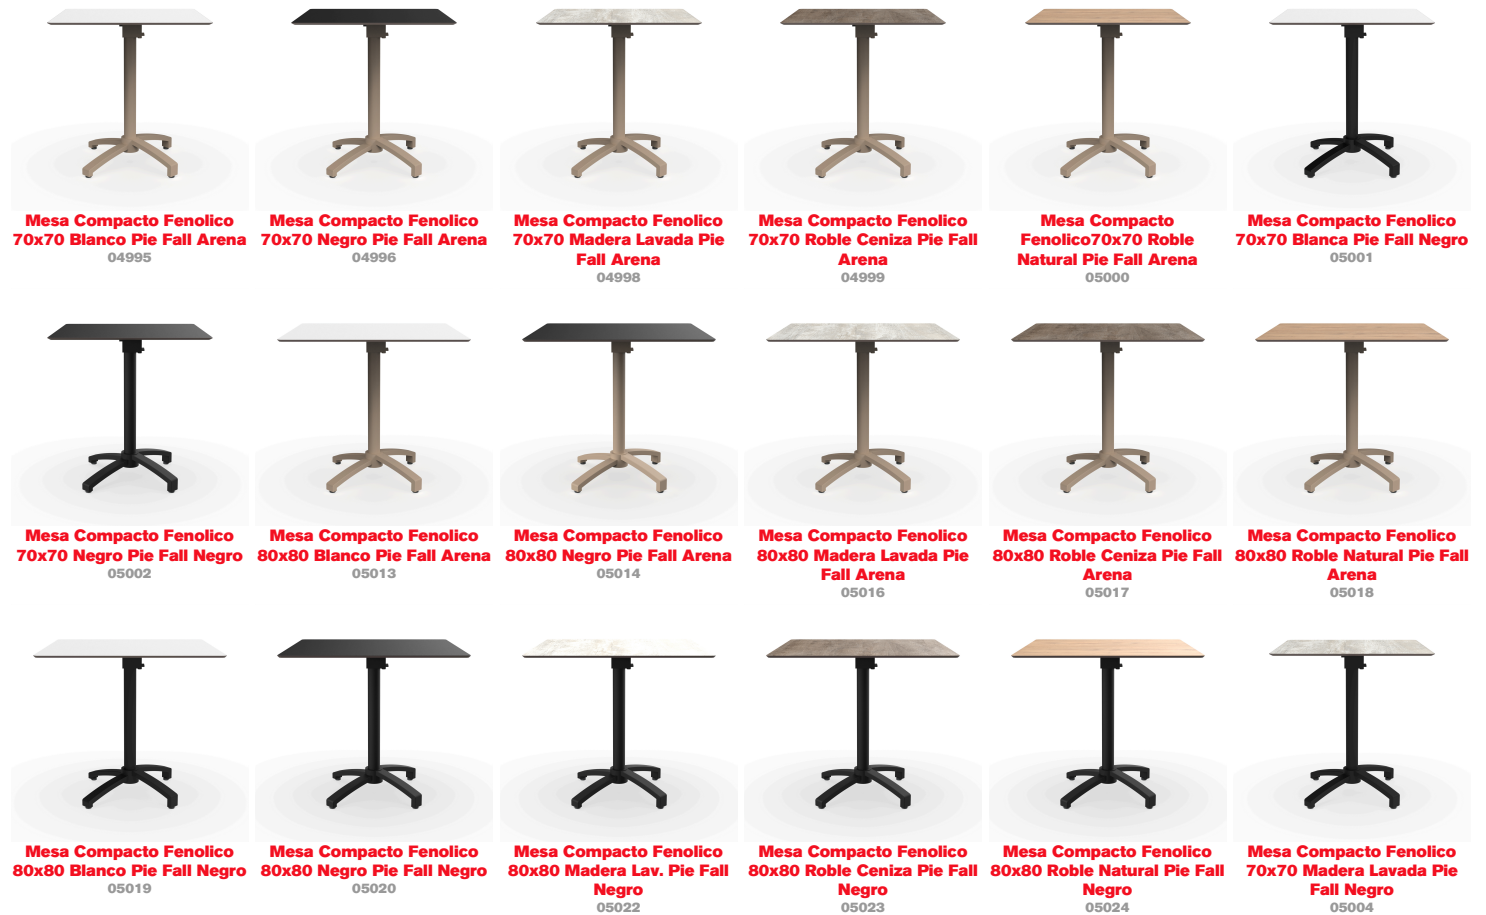 Mesa Compacto Fenolico
70x70 Blanco Pie Fall Arena
04995
Mesa Compacto Fenolico
70x70 Negro Pie Fall Arena
04996
Mesa Compacto Fenolico
70x70 Madera Lavada Pie
Fall Arena
04998
Mesa Compacto Fenolico
70x70 Roble Ceniza Pie Fall
Arena
04999
Mesa Compacto
Fenolico70x70 Roble
Natural Pie Fall Arena
05000
Mesa Compacto Fenolico
70x70 Blanca Pie Fall Negro
05001
Mesa Compacto Fenolico
70x70 Negro Pie Fall Negro
05002
Mesa Compacto Fenolico
80x80 Blanco Pie Fall Arena
05013
Mesa Compacto Fenolico
80x80 Negro Pie Fall Arena
05014
Mesa Compacto Fenolico
80x80 Madera Lavada Pie
Fall Arena
05016
Mesa Compacto Fenolico
80x80 Roble Ceniza Pie Fall
Arena
05017
Mesa Compacto Fenolico
80x80 Roble Natural Pie Fall
Arena
05018
Mesa Compacto Fenolico
80x80 Blanco Pie Fall Negro
05019
Mesa Compacto Fenolico
80x80 Negro Pie Fall Negro
05020
Mesa Compacto Fenolico
80x80 Madera Lav. Pie Fall
Negro
05022
Mesa Compacto Fenolico
80x80 Roble Ceniza Pie Fall
Negro
05023
Mesa Compacto Fenolico
80x80 Roble Natural Pie Fall
Negro
05024
Mesa Compacto Fenolico
70x70 Madera Lavada Pie
Fall Negro
05004